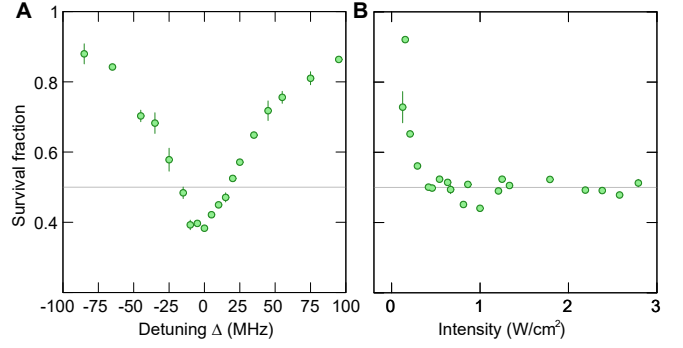 A
B
1
0.8
0.6
0.4
Survival fraction
-100 -75 -50 -25 0 25 50 75 100
0 1 2 3
Detuning Δ (MHz)
Intensity (W/cm²)